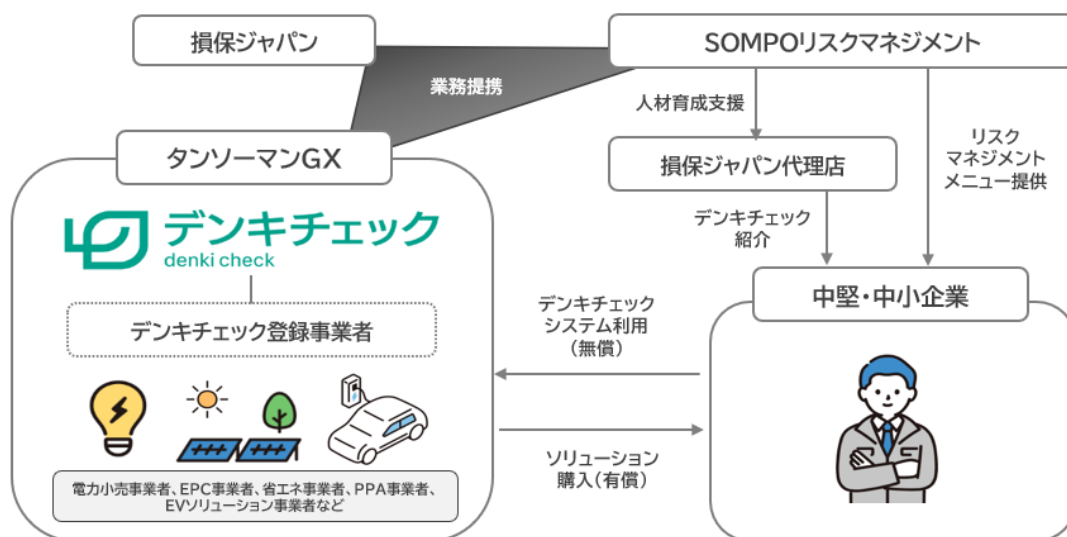 損保ジャパン
SOMPOリスクマネジメント
業務提携
人材育成支援
タンソーマンGX
損保ジャパン代理店
リスク
マネジメント
メニュー提供
デンキチェック
denki check
デンキチェック
紹介
デンキチェック登録事業者
中堅・中小企業
デンキチェック
システム利用
（無償）
ソリューション
購入（有償）
電力小売事業者、EPC事業者、省エネ事業者、PPA事業者、
EVソリューション事業者など